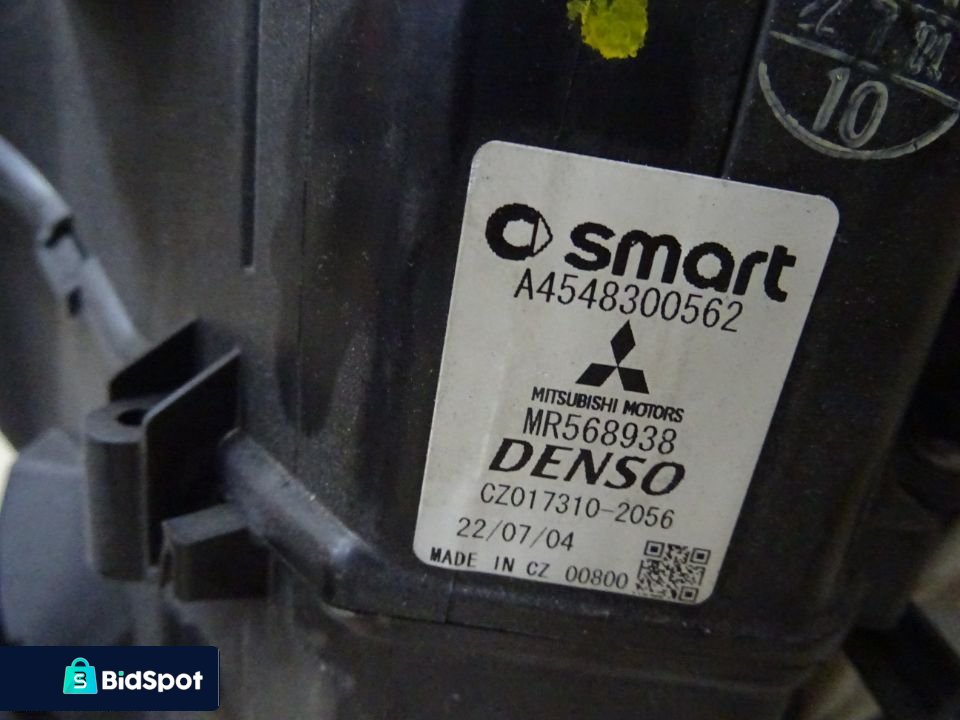 10
smart
A4548300562
MITSUBISHI MOTORS
MR568938
DENSO
CZ017310-2056
22/07/04
MADE IN CZ 00800
BidSpot